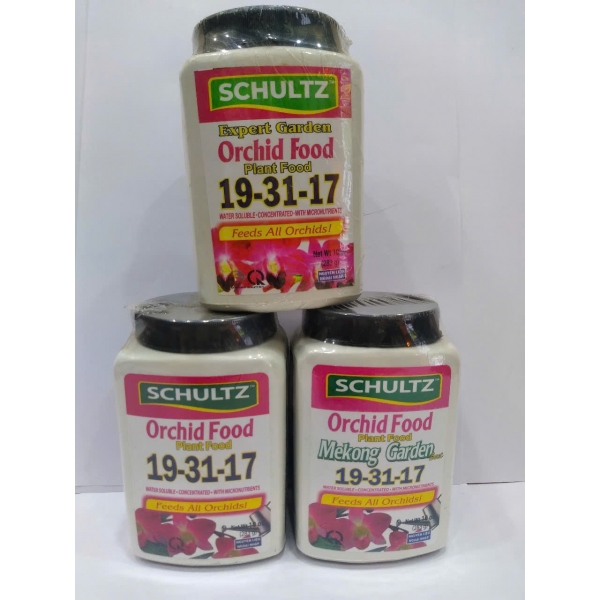 SCHULTZ
Expert Garden
Orchid Food
Plant Food
19-31-17
WATER SOLUBLE • CONCENTRATED • WITH MICRONUTRIENTS
Feeds All Orchids!
Net Wt
SCHULTZ
Orchid Food
Plant Food
19-31-17
WATER SOLUBLE • CONCENTRATED • WITH MICRONUTRIENTS
Feeds All Orchids!
SCHULTZ
Orchid Food
Plant Food
Mekong Garden
19-31-17
WATER SOLUBLE • CONCENTRATED • WITH MICRONUTRIENTS
Feeds All Orchids!